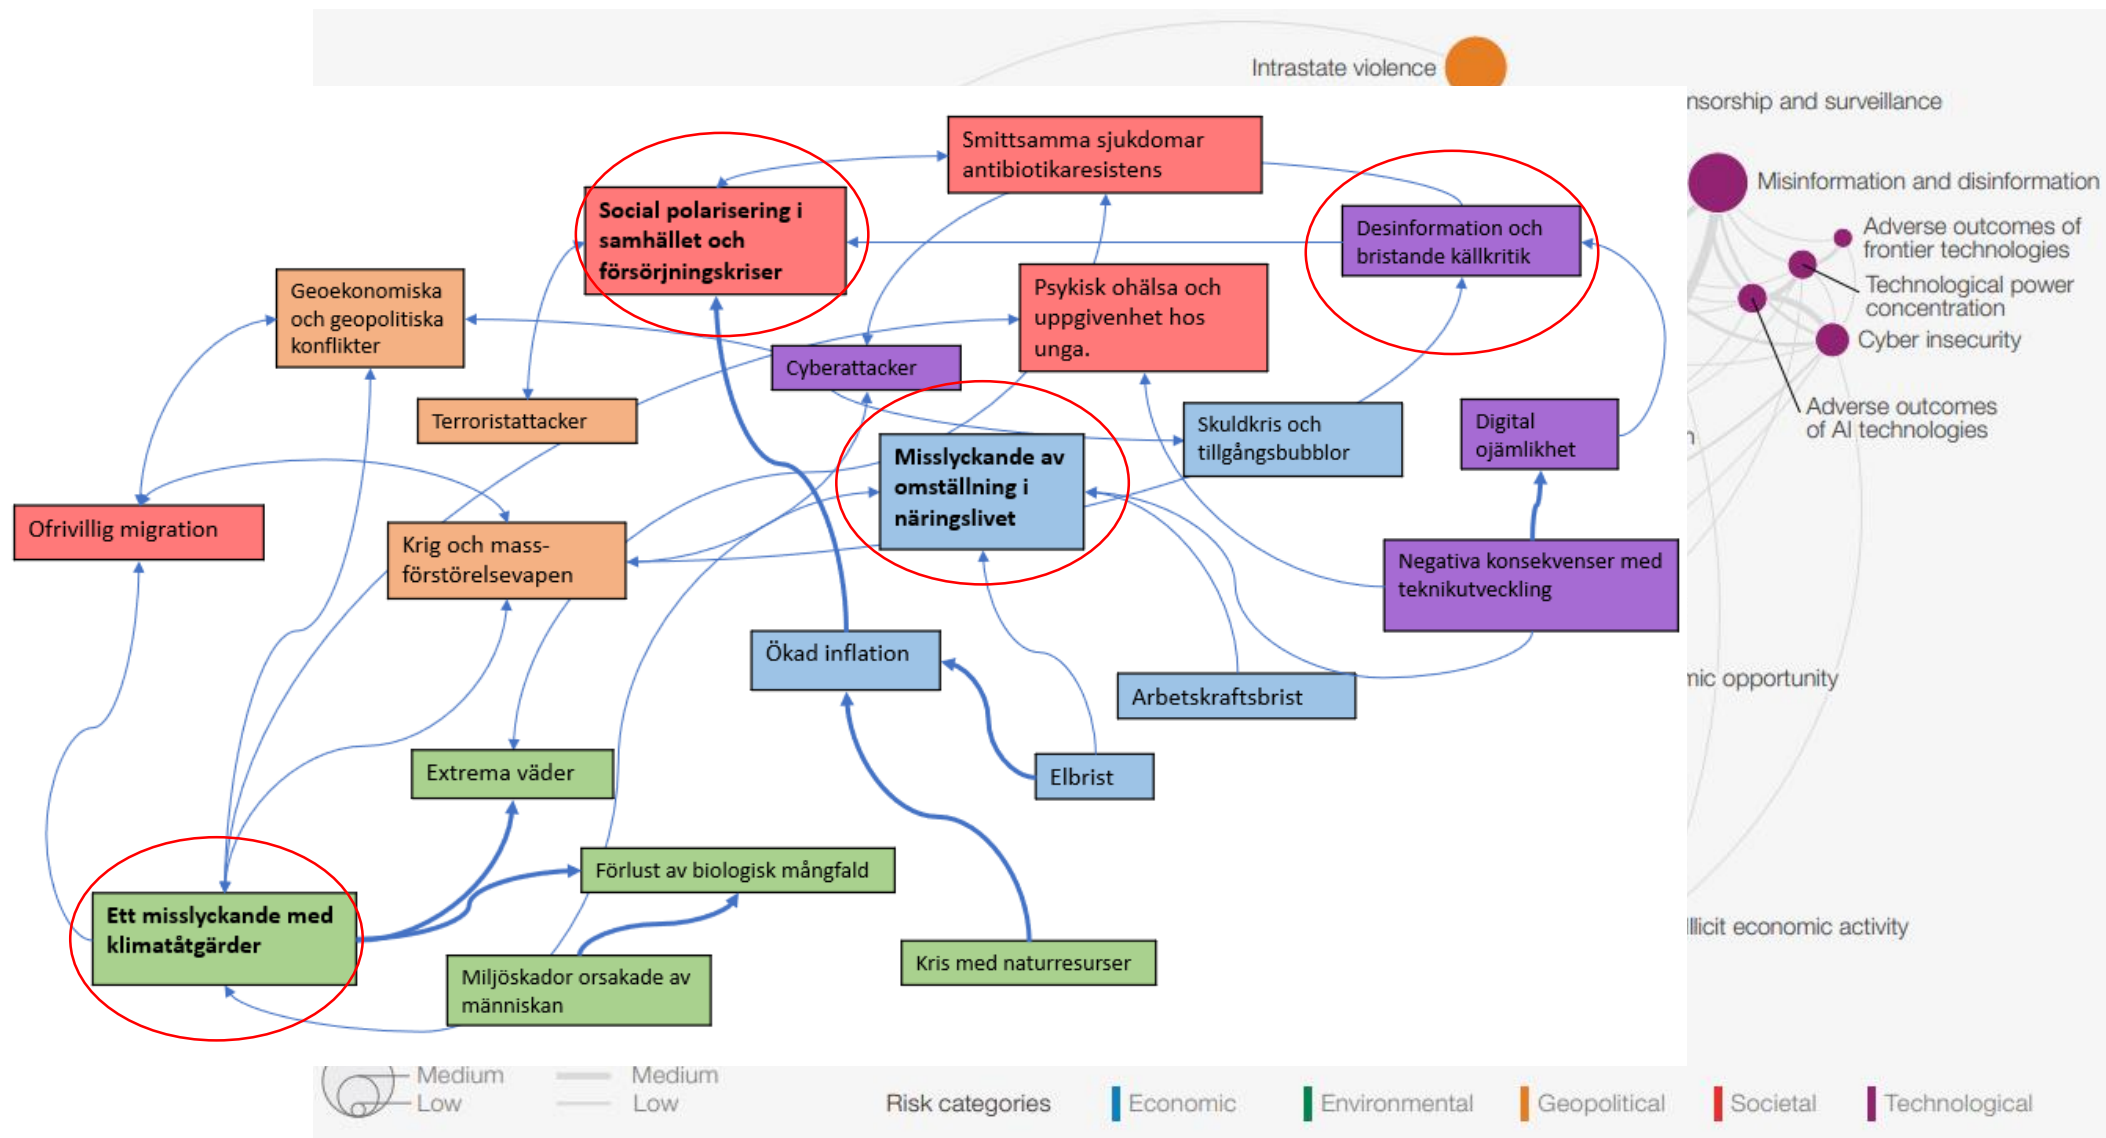 Intrastate violence
nsorship and surveillance
Misinformation and disinformation
Adverse outcomes of
frontier technologies
Technological power
concentration
Cyber insecurity
Adverse outcomes
of AI technologies
Smittsamma sjukdomar
antibiotikaresistens
Social polarisering i
samhället och
försörjningskriser
Desinformation och
bristande källkritik
Geoekonomiska
och geopolitiska
konflikter
Psykisk ohälsa och
uppgivenhet hos
unga.
Cyberattacker
Terroristattacker
Skuldkris och
tillgångsbubblor
Digital
ojämlikhet
Misslyckande av
omställning i
näringslivet
Ofrivillig migration
Krig och mass-
förstörelsevapen
Negativa konsekvenser med
teknikutveckling
Ökad inflation
Arbetskraftsbrist
mic opportunity
Extrema väder
Elbrist
Förlust av biologisk mångfald
Ett misslyckande med
klimatåtgärder
Miljöskador orsakade av
människan
Kris med naturresurser
Illicit economic activity
Medium
Low
Medium
Low
Risk categories
Economic
Environmental
Geopolitical
Societal
Technological